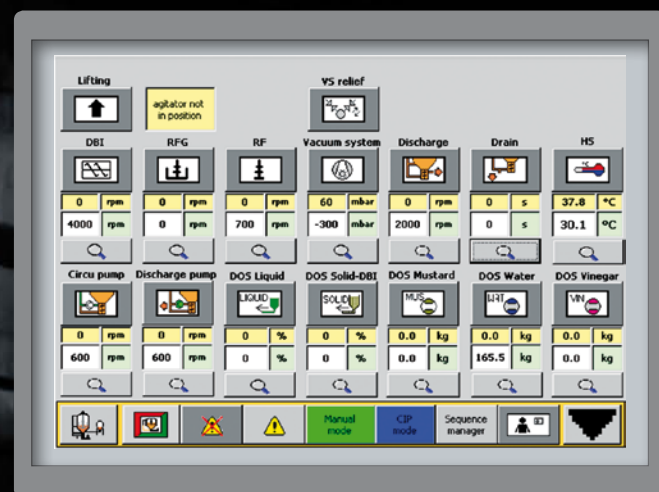 Lifting
VS relief
agitator not
in position
DBI RFG RF Vacuum system Discharge Drain HS
°C
0 rpm 0 rpm 0 rpm 60 mbar 0 rpm 0 s 37.8 °C
4000 rpm 0 rpm 700 rpm -300 mbar 2000 rpm 0 s 30.1 °C
Circu pump Discharge pump DOS Liquid DOS Solid-DBI DOS Mustard DOS Water DOS Vinegar
LIQUID SOLID MUS WRT VIN
0 rpm 0 rpm 0 % 0 % 0.0 kg 0.0 kg 0.0 kg
600 rpm 600 rpm 0 % 0 % 0.0 kg 165.5 kg 0.0 kg
Manual CIP Sequence
mode mode manager